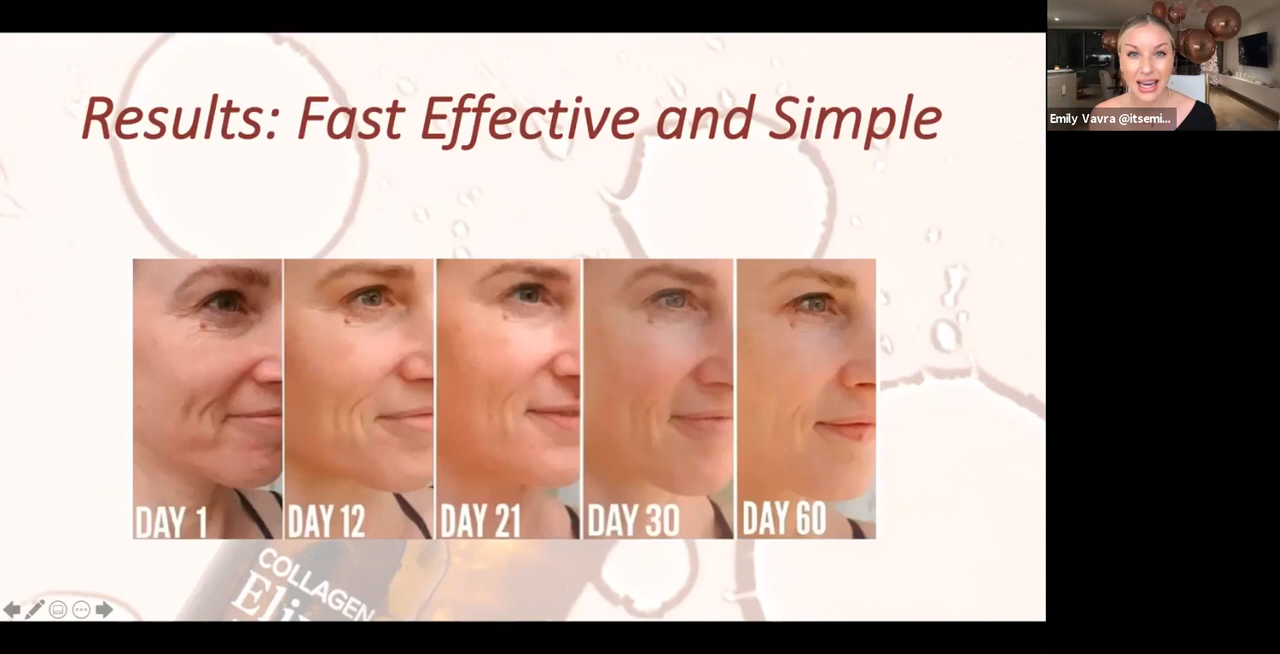 Results: Fast Effective and Simple
Emily Vavra @itsemi...
DAY 1
DAY 12
DAY 21
DAY 30
DAY 60
COLLAGEN